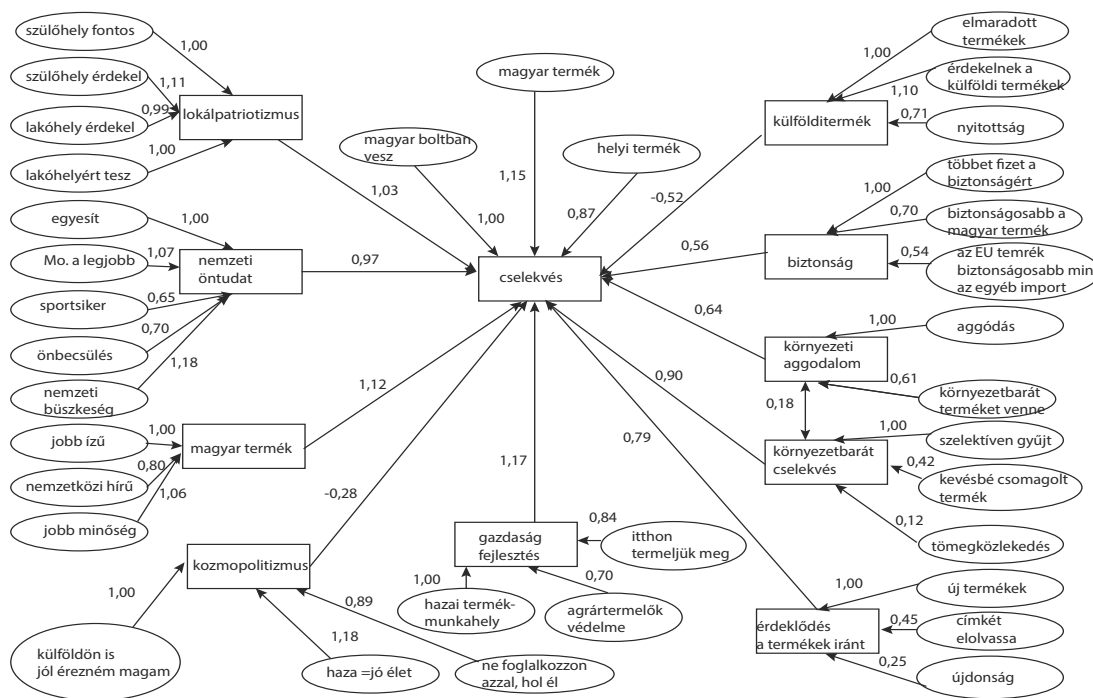 szülőhely fontos
1,00
szülőhely érdekel
1,11
lakóhely érdekel
0,99
lakóhelyért tesz
1,00
lokálpatriotizmus
1,03
egyesít
1,00
Mo. a legjobb
1,07
sportsiker
0,65
önbecsülés
0,70
nemzeti
büszkeség
1,18
nemzeti
öntudat
0,97
jobb ízű
1,00
nemzetközi hírű
0,80
jobb minőség
1,06
magyar termék
1,12
kozmopolitizmus
-0,28
1,00
külföldön is
jól érezném magam
1,18
haza =jó élet
0,89
ne foglalkozzon
azzal, hol él
magyar boltban
vesz
1,00
magyar termék
1,15
helyi termék
0,87
cselekvés
1,17
gazdaság
fejlesztés
0,84
itthon
termeljük meg
1,00
hazai termék-
munkahely
0,70
agrártermelők
védelme
elmaradott
termékek
1,00
érdekelnek a
külföldi termékek
1,10
nyitottság
0,71
külfölditermék
-0,52
többet fizet a
biztonságért
1,00
biztonságosabb a
magyar termék
0,70
az EU temrék
biztonságosabb min
az egyéb import
0,54
biztonság
0,56
aggódás
1,00
környezeti
aggodalom
0,64
0,61
környezetbarát
terméket venne
0,18
szelektíven gyűjt
1,00
környezetbarát
cselekvés
0,90
0,42
kevésbé csomagolt
termék
0,12
tömegközlekedés
0,79
új termékek
1,00
érdeklődés
a termékek iránt
0,45
címkét
elolvassa
0,25
újdonság